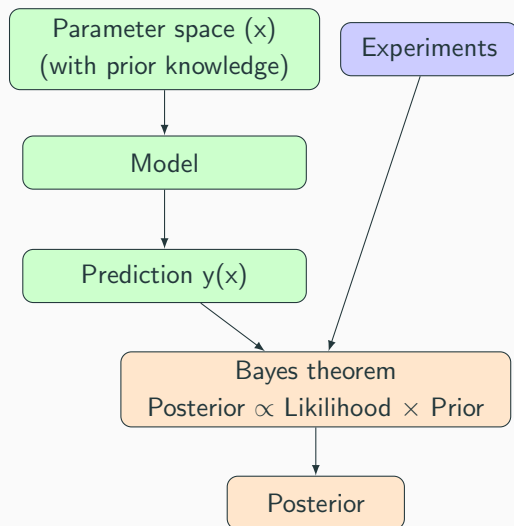 Parameter space (x)
(with prior knowledge)
Experiments
Model
Prediction y(x)
Bayes theorem
Posterior ∝ Likilihood × Prior
Posterior